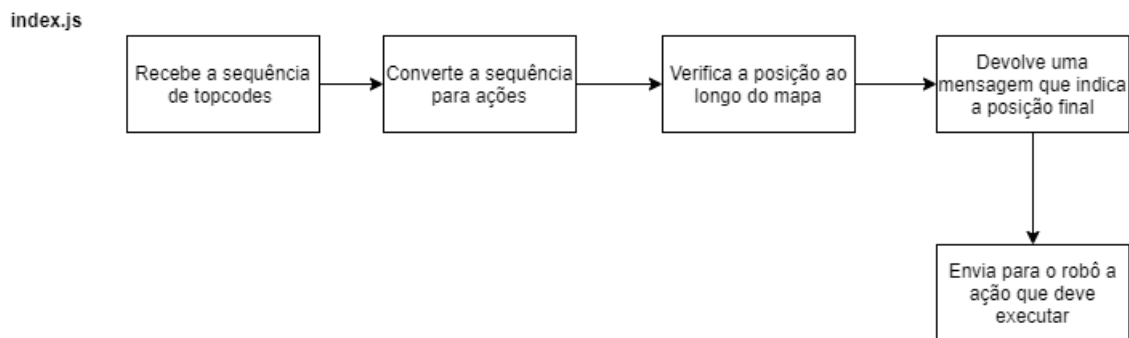 index.js
Recebe a sequência
de topcodes
Converte a sequência
para ações
Verifica a posição ao
longo do mapa
Devolve uma
mensagem que indica
a posição final
Envia para o robô a
ação que deve
executar